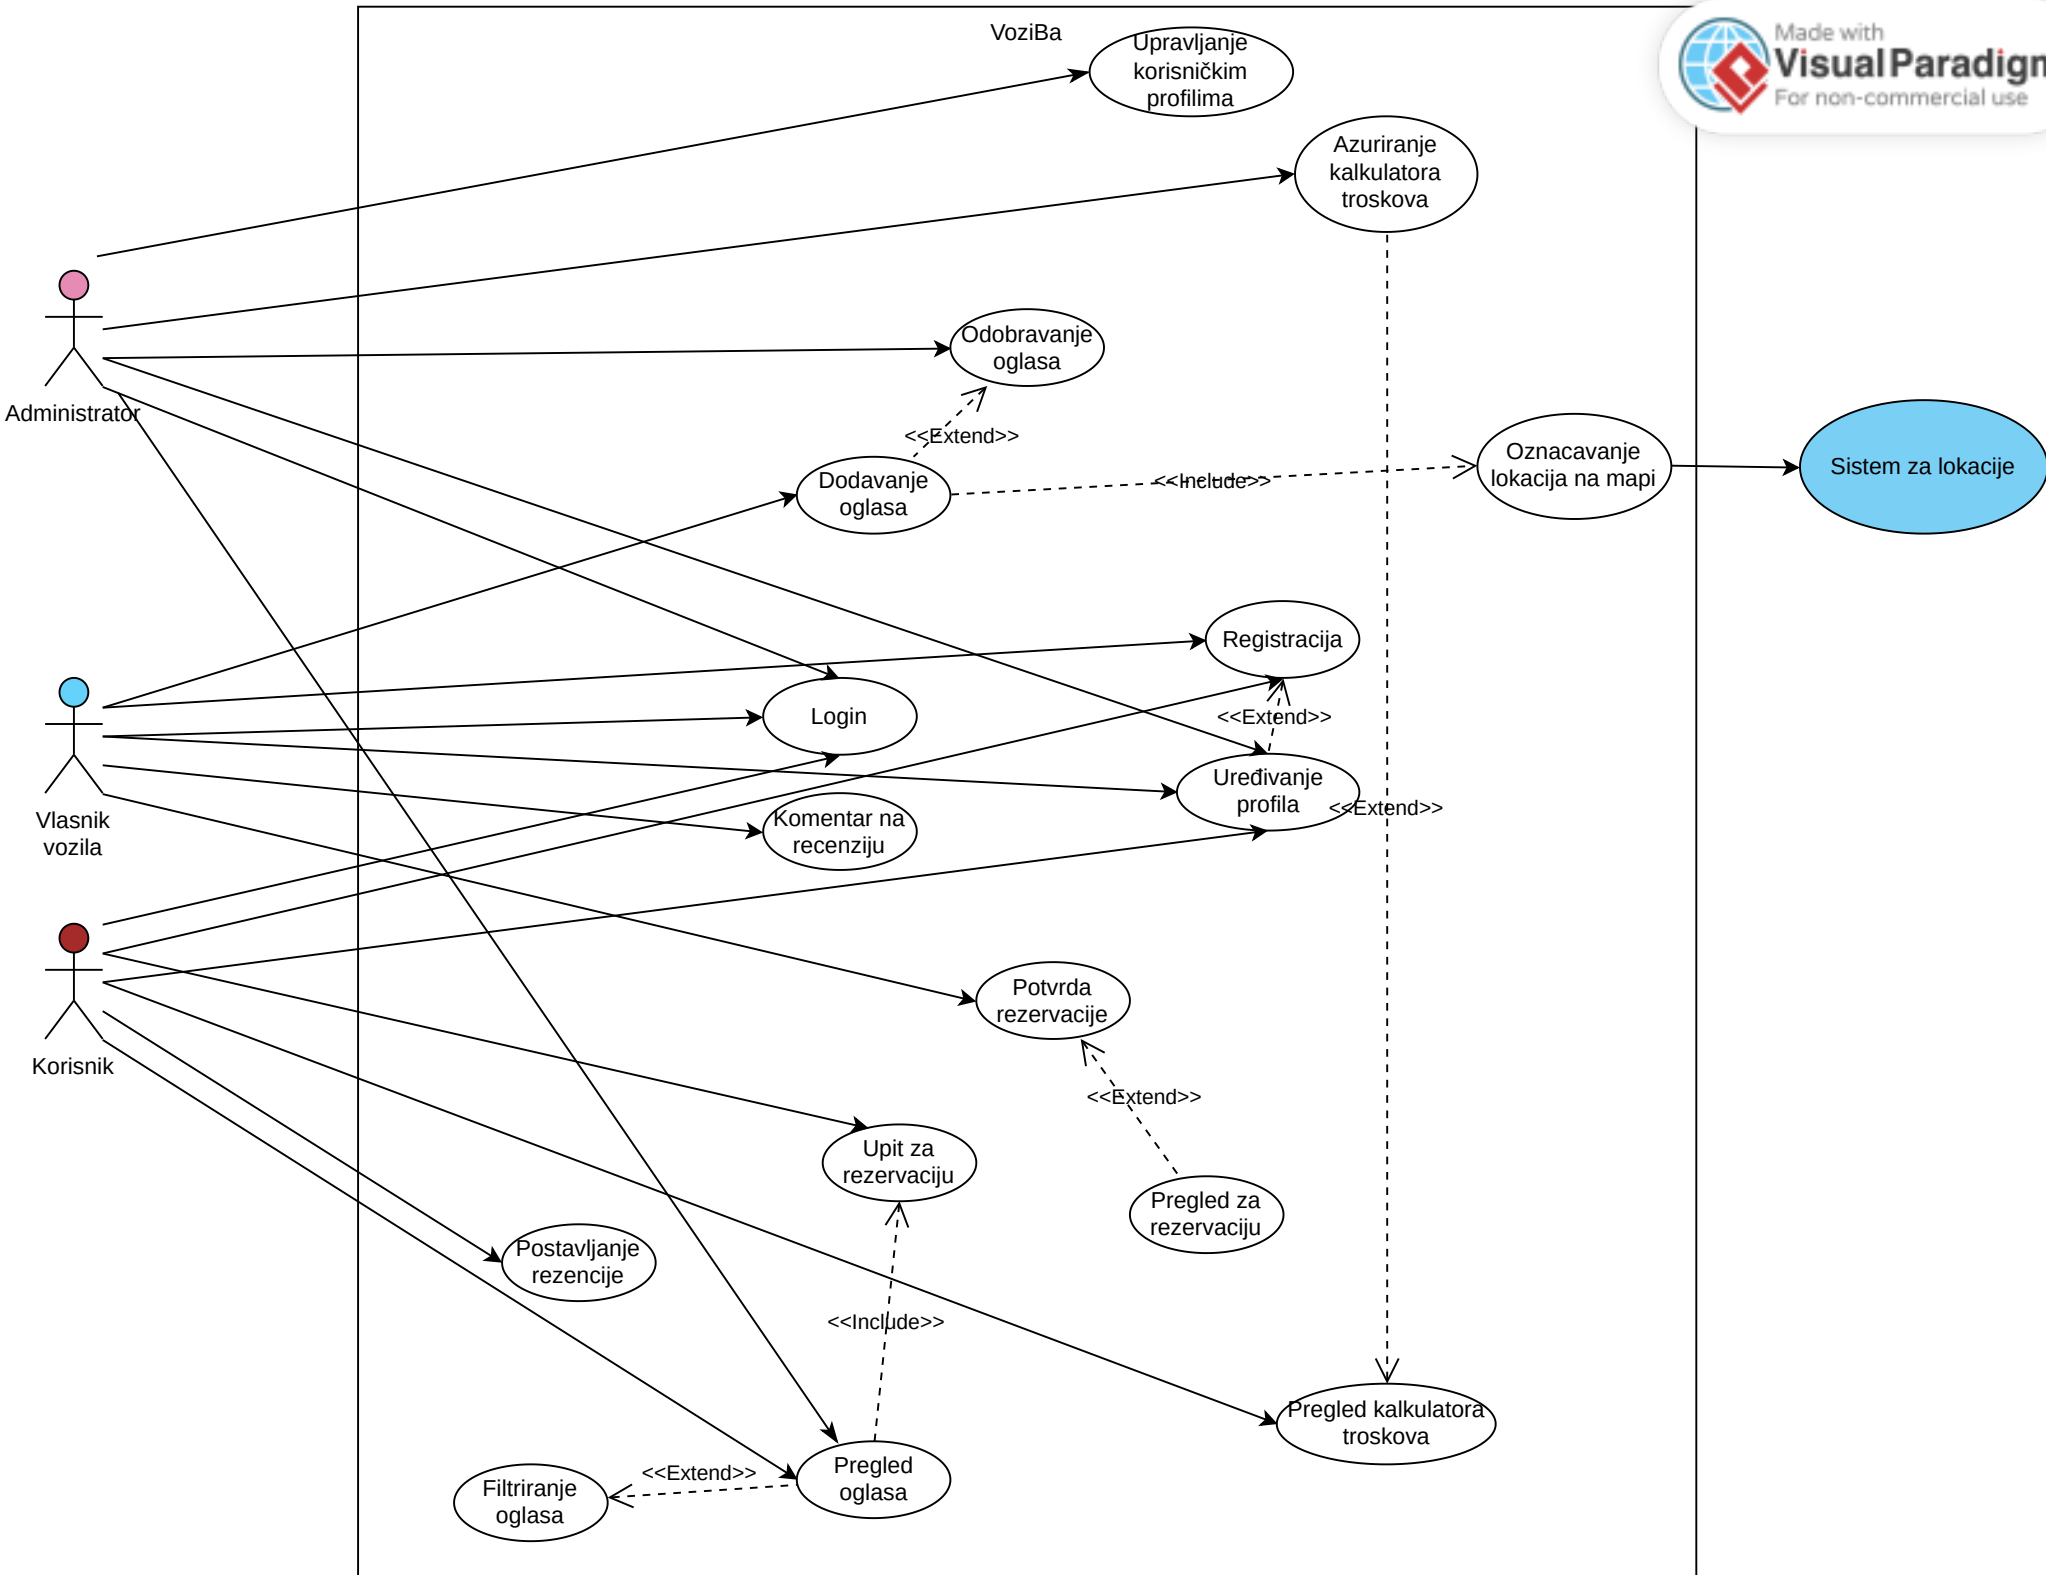 VoziBa
Upravljanje
korisničkim
profilima
Made with
Visual Paradign
For non-commercial use
Azuriranje
kalkulatora
troskova
Administrator
Odobravanje
oglasa
<<Extend>>
Dodavanje
oglasa
<<Include>>
Oznacavanje
lokacija na mapi
Sistem za lokacije
Registracija
Login
<<Extend>>
Uređivanje
profila
<<Extend>>
Vlasnik
vozila
Komentar na
recenziju
Korisnik
Potvrda
rezervacije
<<Extend>>
Upit za
rezervaciju
Pregled za
rezervaciju
Postavljanje
rezencije
<<Include>>
Pregled kalkulatora
troskova
<<Extend>>
Pregled
oglasa
Filtriranje
oglasa